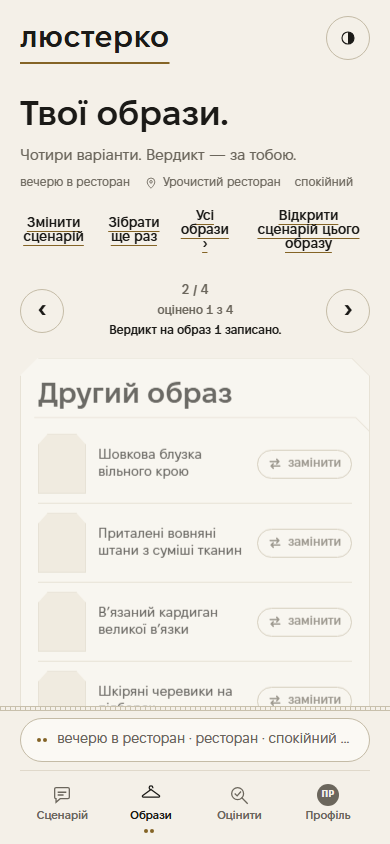 люстерко
Твої образи.
Чотири варіанти. Вердикт — за тобою.
вечерю в ресторан Урочистий ресторан спокійний
Змінити сценарій
Зібрати ще раз
Усі образи ›
Відкрити сценарій цього образу
2 / 4
оцінено 1 з 4
Вердикт на образ 1 записано.
‹ ›
Другий образ
Шовкова блузка
вільного крою
замінити
Приталені вовняні
штани з суміші тканин
замінити
В’язаний кардиган
великої в’язки
замінити
Шкіряні черевики на
замінити
вечерю в ресторан · ресторан · спокійний ...
Сценарій
Образи
Оцінити
ПР
Профіль